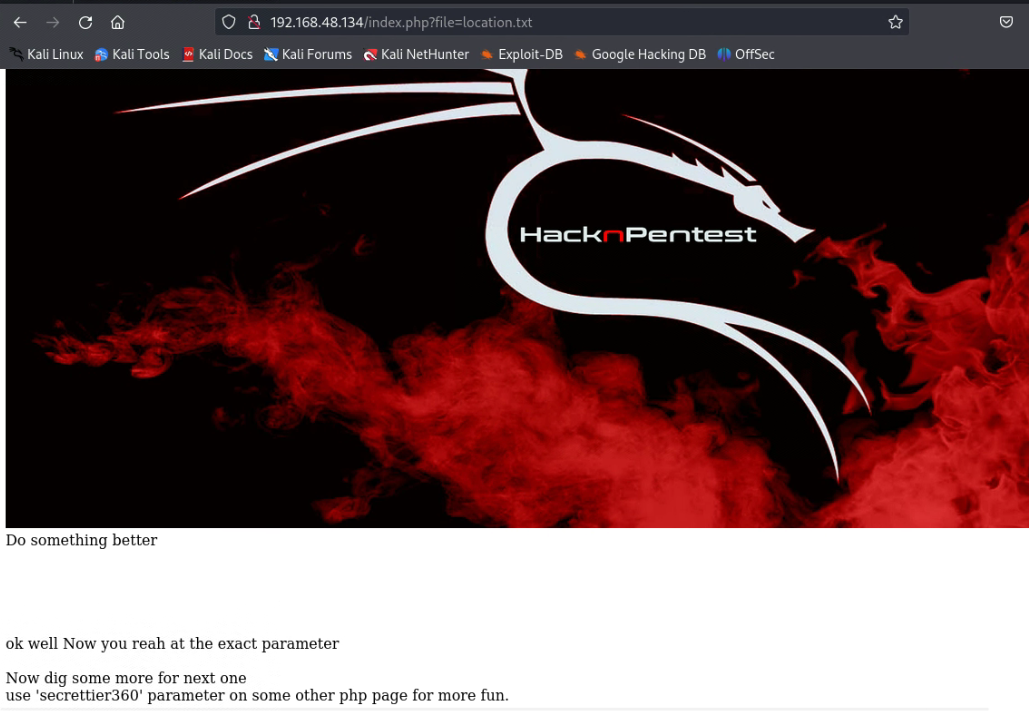 192.168.48.134/index.php?file=location.txt
Kali Linux Kali Tools Kali Docs Kali Forums Kali NetHunter Exploit-DB Google Hacking DB OffSec
HacknPentest
Do something better
ok well Now you reah at the exact parameter
Now dig some more for next one
use 'secrettier360' parameter on some other php page for more fun.